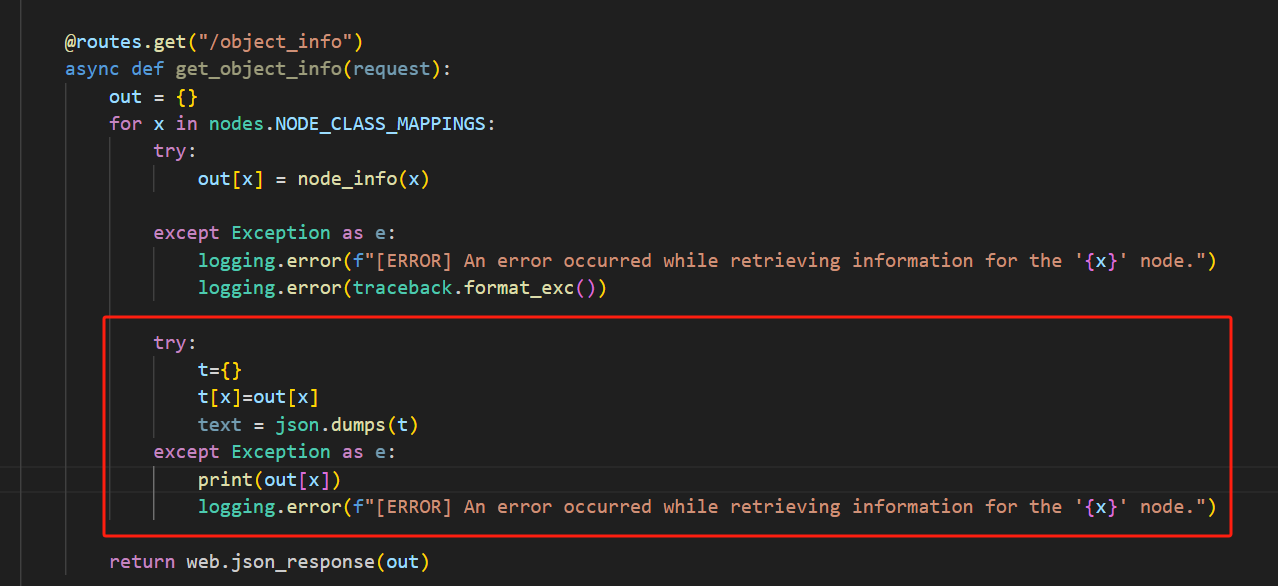 @routes.get("/object_info")
async def get_object_info(request):
    out = {}
    for x in nodes.NODE_CLASS_MAPPINGS:
        try:
            out[x] = node_info(x)
        except Exception as e:
            logging.error(f"[ERROR] An error occurred while retrieving information for the '{x}' node.")
            logging.error(traceback.format_exc())
        try:
            t={}
            t[x]=out[x]
            text = json.dumps(t)
        except Exception as e:
            print(out[x])
            logging.error(f"[ERROR] An error occurred while retrieving information for the '{x}' node.")
    return web.json_response(out)